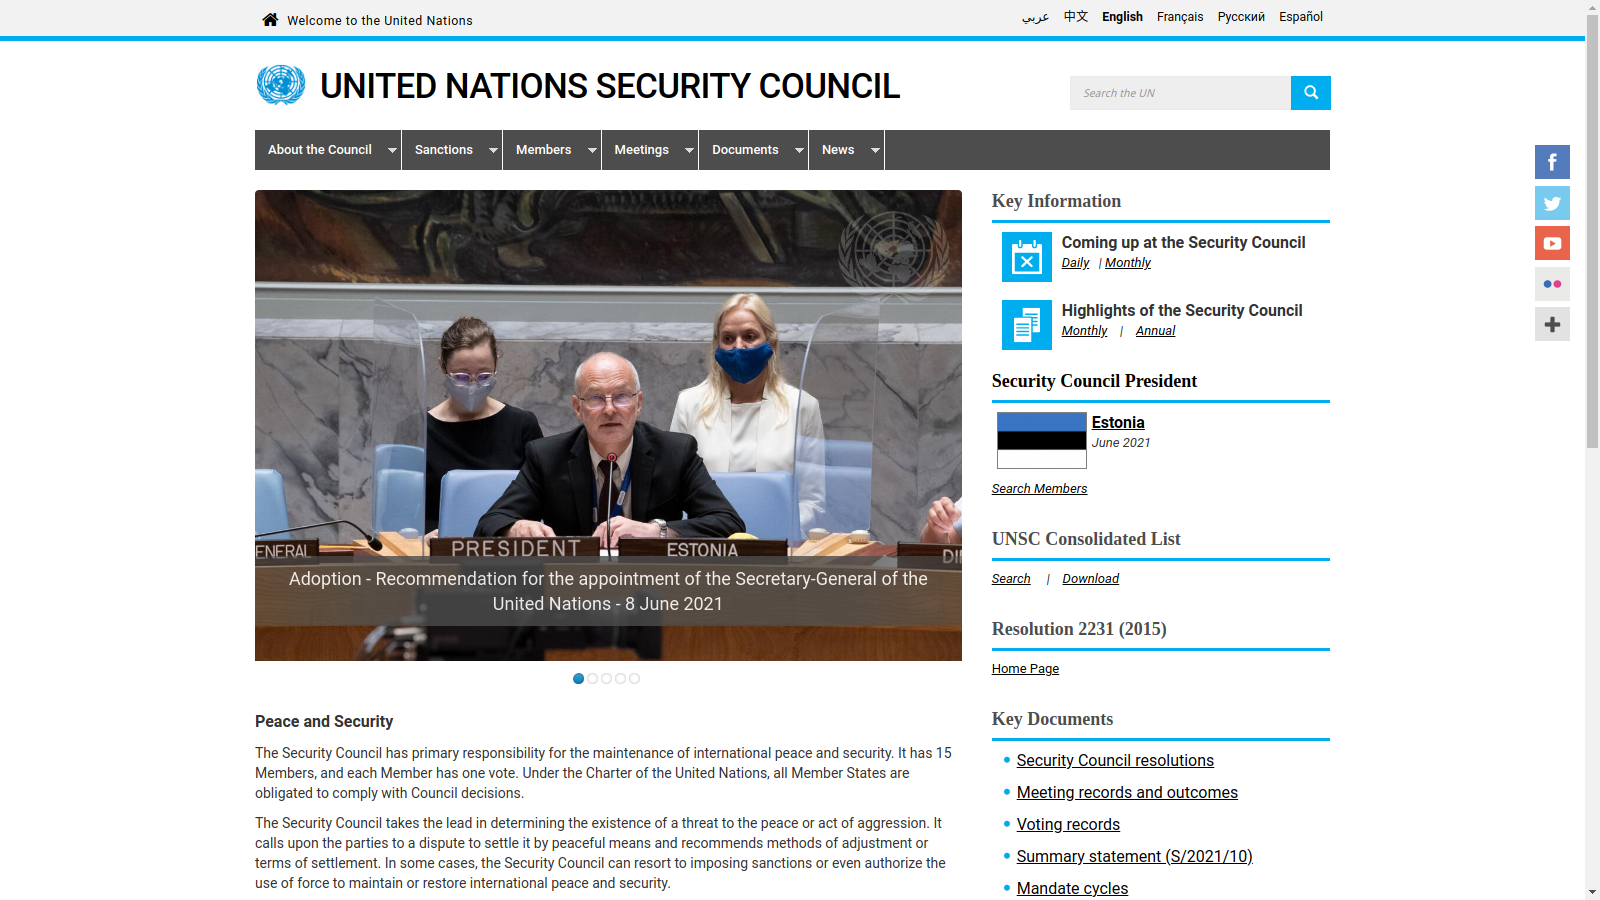 Welcome to the United Nations
عربي 中文 English Français Русский Español
UNITED NATIONS SECURITY COUNCIL
Search the UN
About the Council Sanctions Members Meetings Documents News
ENERAL PRESIDENT ESTONIA DI
Adoption - Recommendation for the appointment of the Secretary-General of the
United Nations - 8 June 2021
Peace and Security
The Security Council has primary responsibility for the maintenance of international peace and security. It has 15
Members, and each Member has one vote. Under the Charter of the United Nations, all Member States are
obligated to comply with Council decisions.
The Security Council takes the lead in determining the existence of a threat to the peace or act of aggression. It
calls upon the parties to a dispute to settle it by peaceful means and recommends methods of adjustment or
terms of settlement. In some cases, the Security Council can resort to imposing sanctions or even authorize the
use of force to maintain or restore international peace and security.
Key Information
Coming up at the Security Council
Daily | Monthly
Highlights of the Security Council
Monthly | Annual
Security Council President
Estonia
June 2021
Search Members
UNSC Consolidated List
Search | Download
Resolution 2231 (2015)
Home Page
Key Documents
Security Council resolutions
Meeting records and outcomes
Voting records
Summary statement (S/2021/10)
Mandate cycles